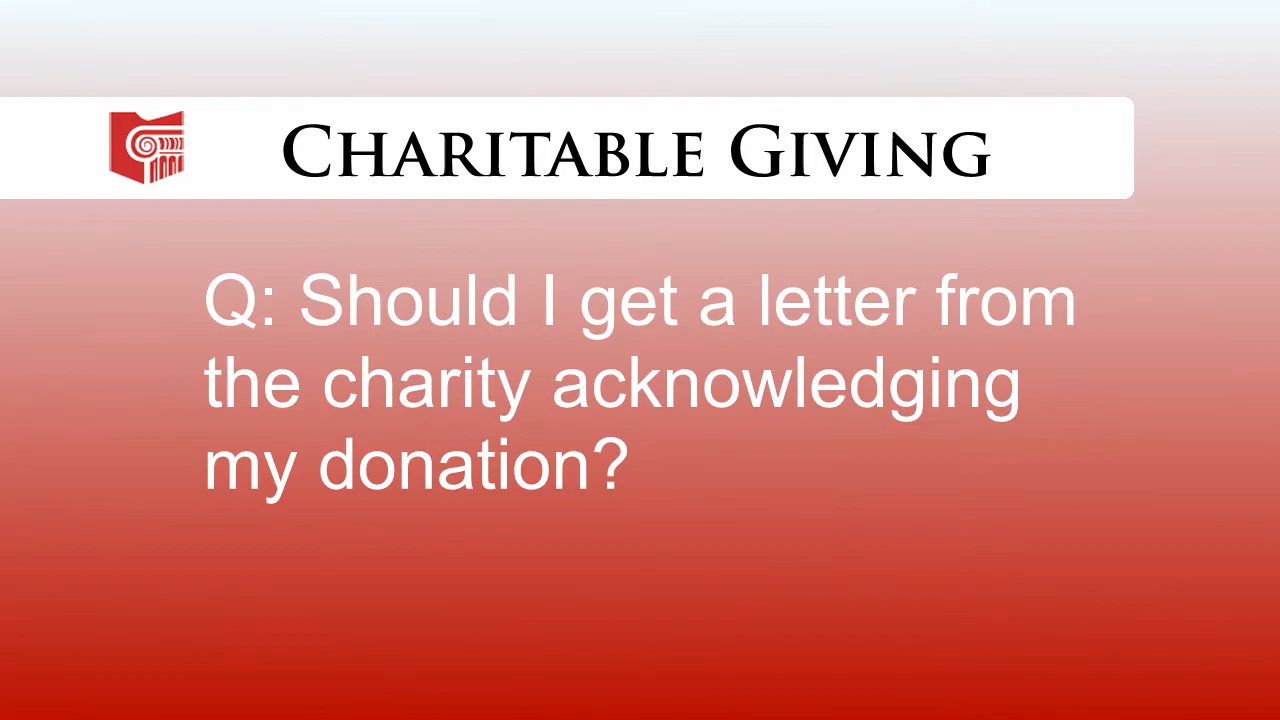 CHARITABLE GIVING
Q: Should I get a letter from
the charity acknowledging
my donation?